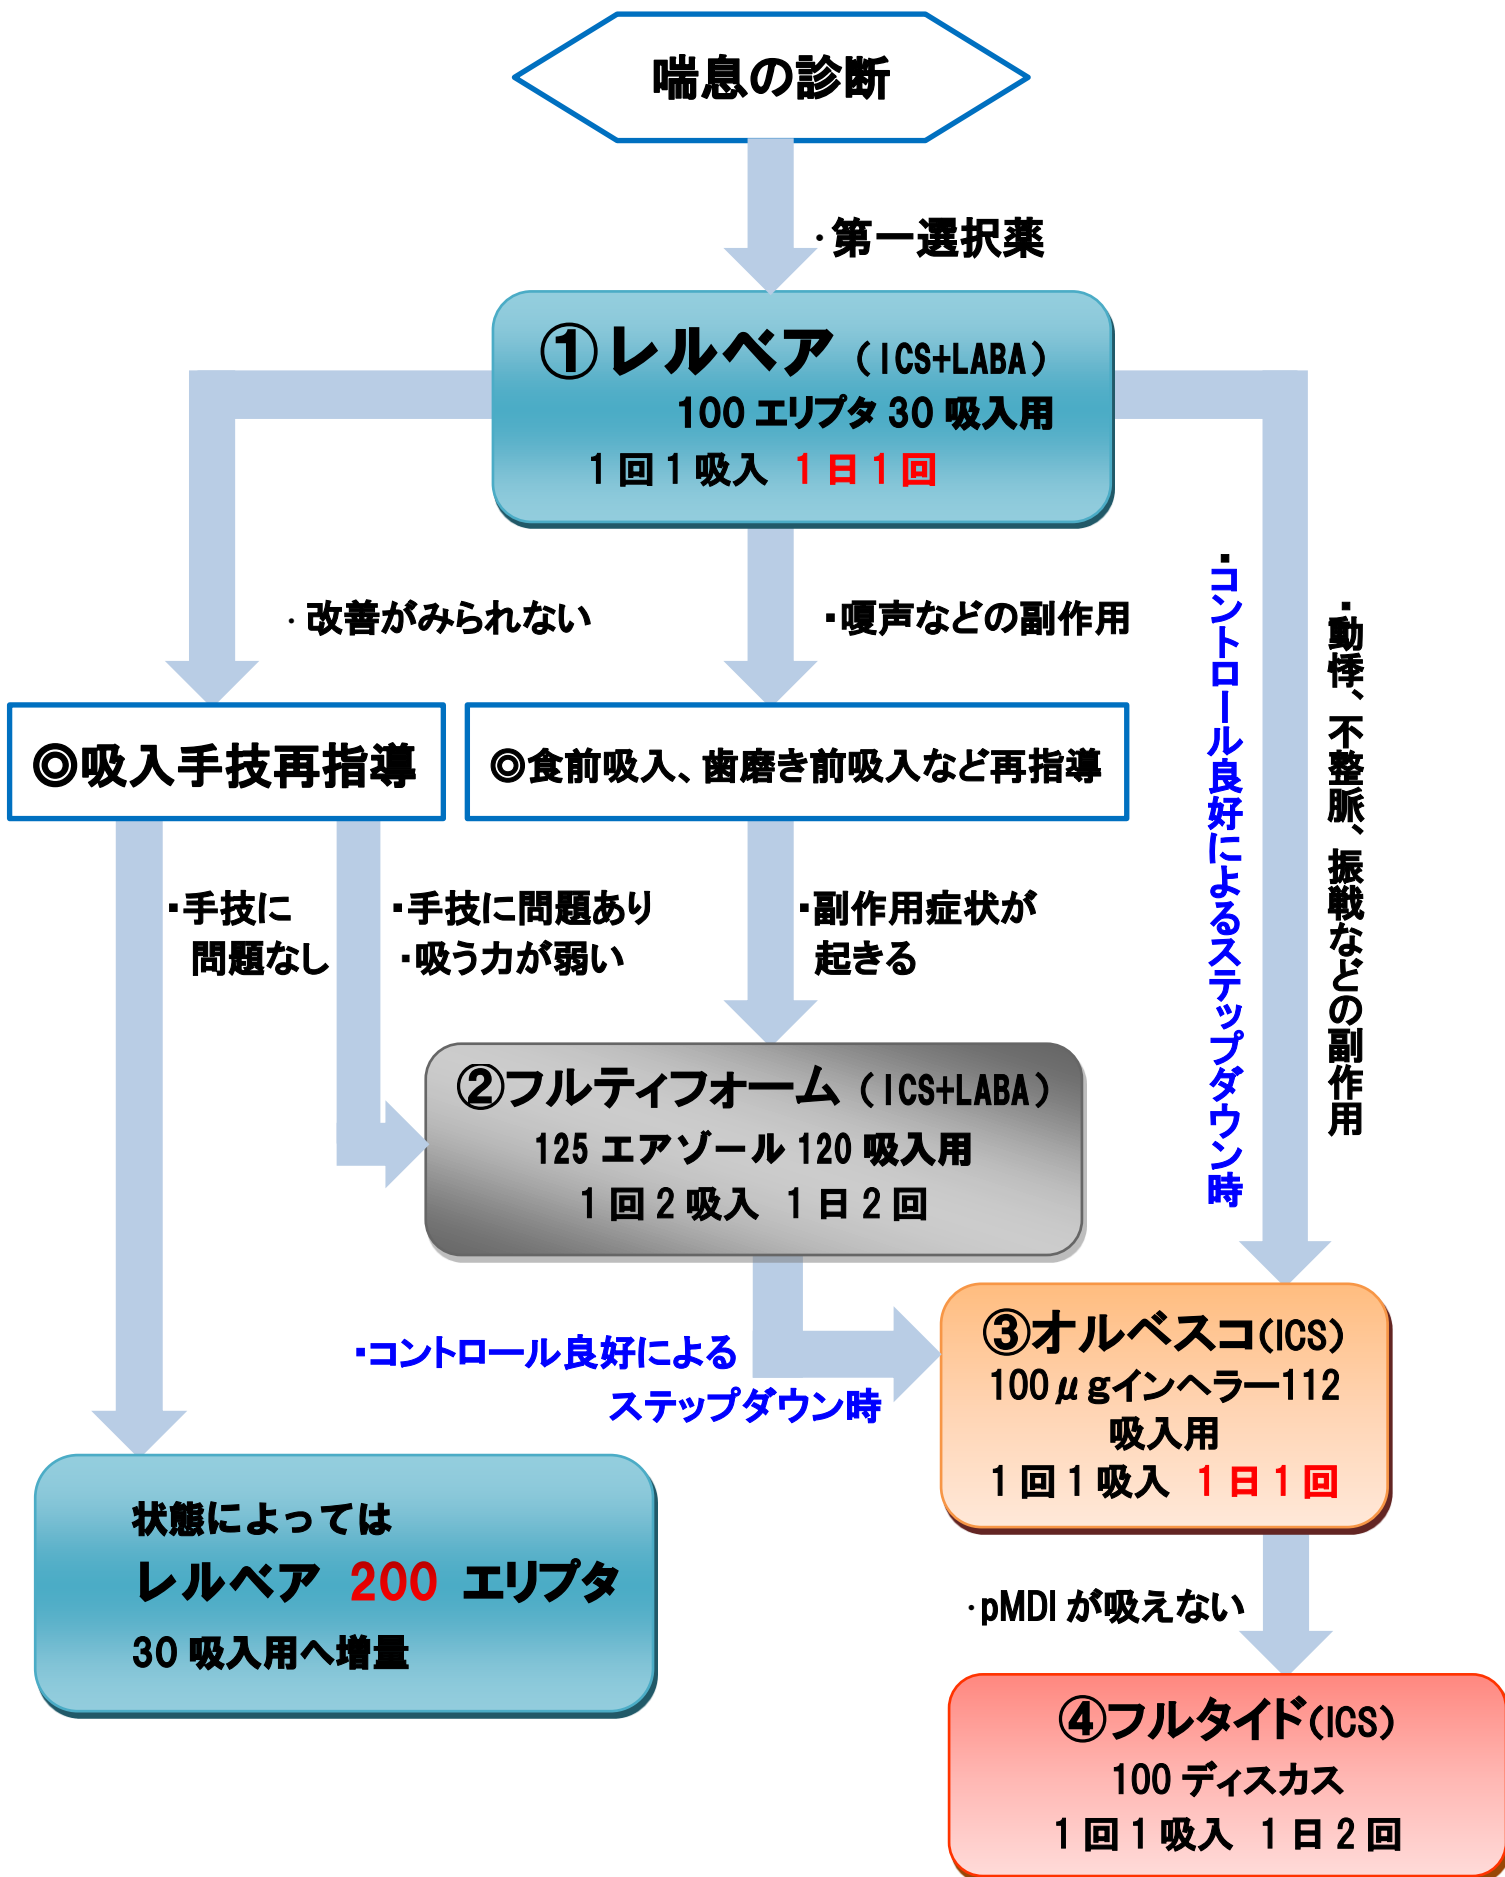 喘息の診断
・第一選択薬
①レルベア（ICS+LABA）
100 エリプタ 30 吸入用
1 回 1 吸入 1 日 1 回
・改善がみられない
・嗄声などの副作用
・コントロール良好によるステップダウン時
・動悸、不整脈、振戦などの副作用
◎吸入手技再指導
◎食前吸入、歯磨き前吸入など再指導
・手技に
問題なし
・手技に問題あり
・吸う力が弱い
・副作用症状が
起きる
②フルティフォーム（ICS+LABA）
125 エアゾール 120 吸入用
1 回 2 吸入 1 日 2 回
・コントロール良好による
ステップダウン時
③オルベスコ(ICS)
100μgインヘラー112
吸入用
1 回 1 吸入 1 日 1 回
状態によっては
レルベア 200 エリプタ
30 吸入用へ増量
・pMDI が吸えない
④フルタイド(ICS)
100 ディスカス
1 回 1 吸入 1 日 2 回